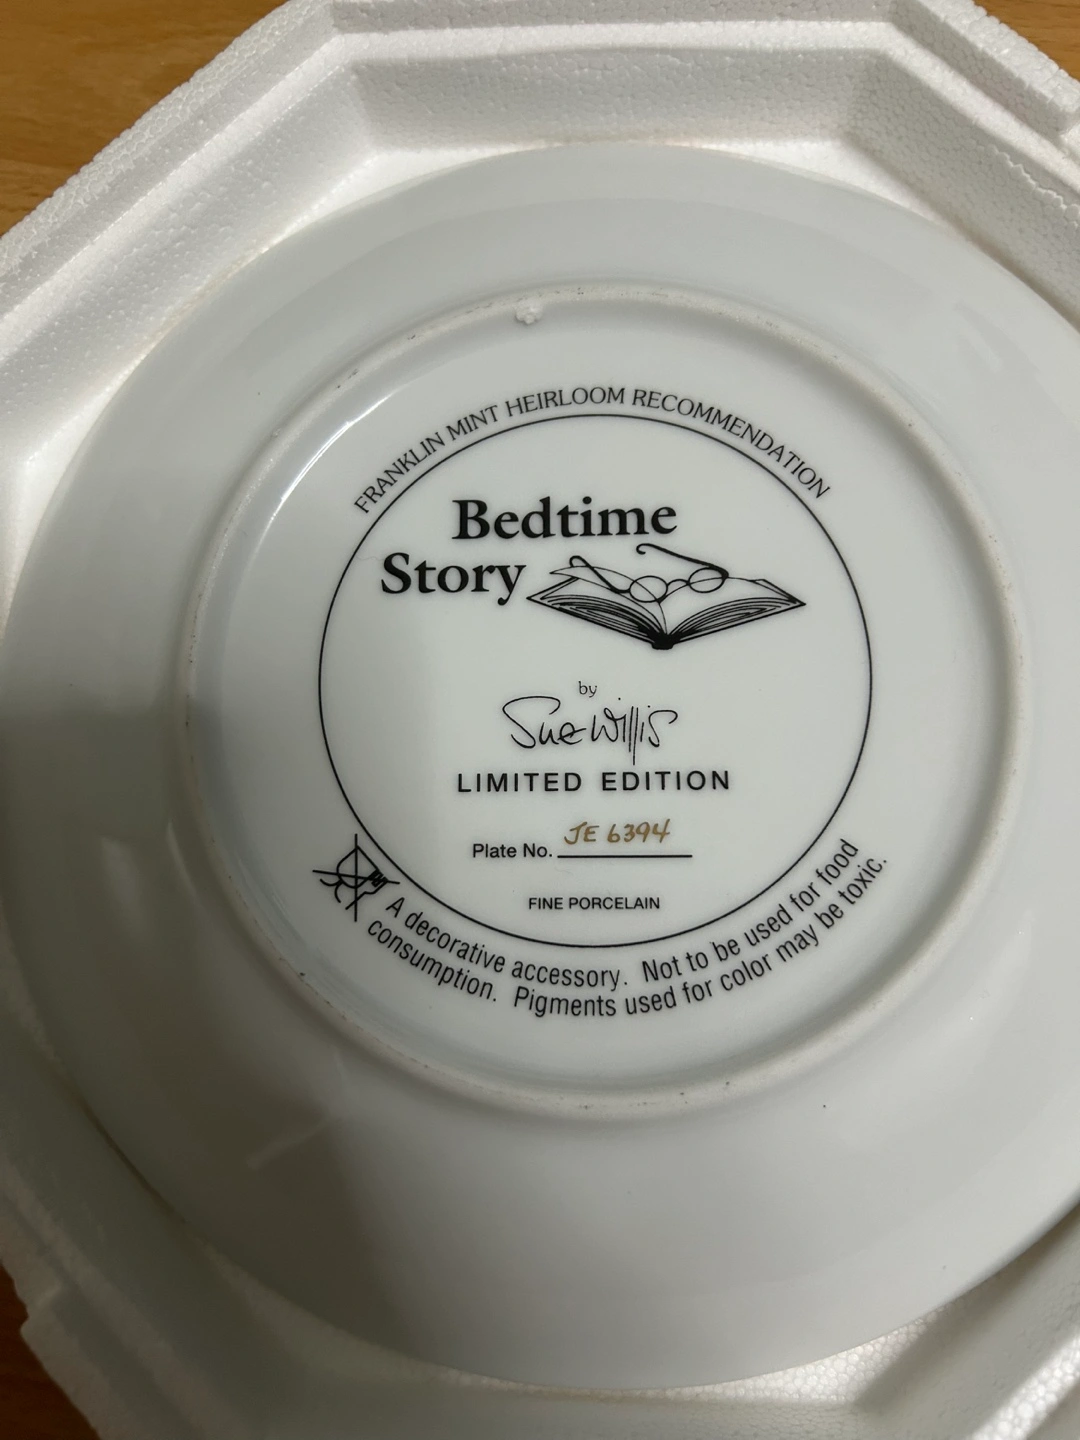 FRANKLIN MINT HEIRLOOM RECOMMENDATION
Bedtime
Story
by
Sue Willis
LIMITED EDITION
Plate No. JE 6394
FINE PORCELAIN
A decorative accessory. Not to be used for food
consumption. Pigments used for color may be toxic.